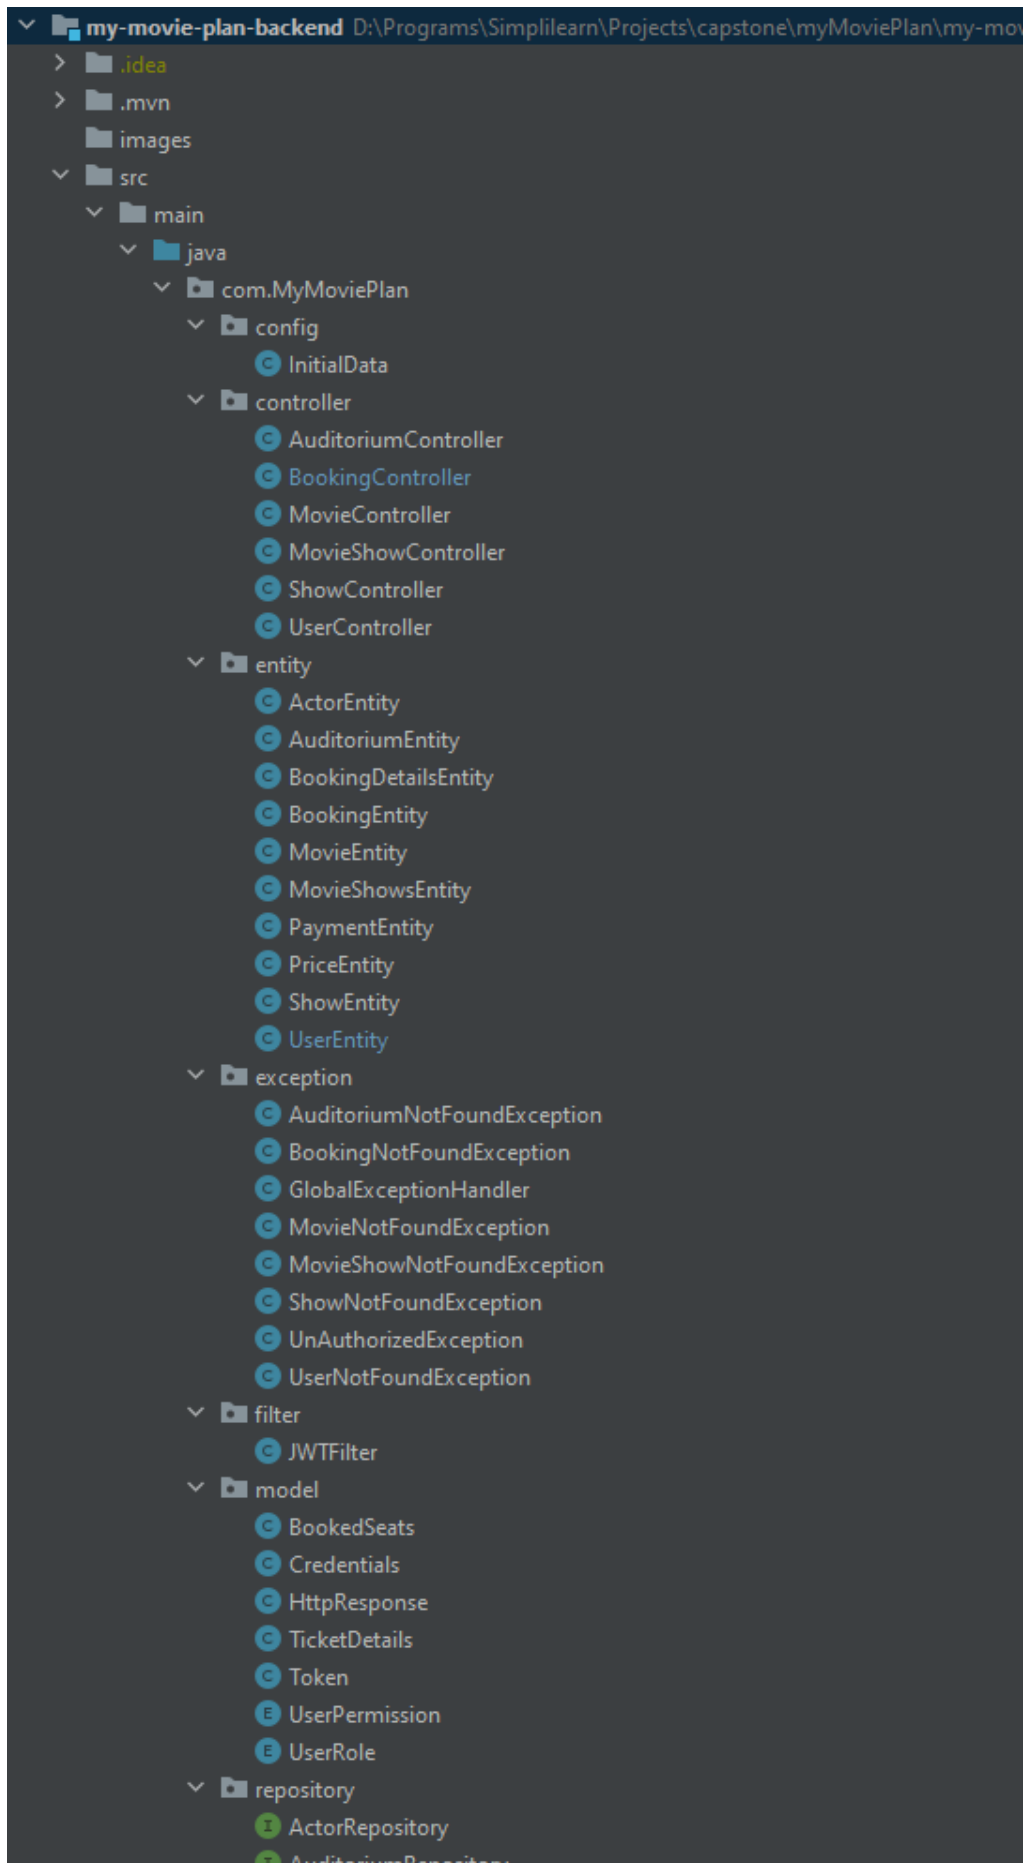 my-movie-plan-backend D:\Programs\Simplilearn\Projects\capstone\myMoviePlan\my-mov
.idea
.mvn
images
src
main
java
com.MyMoviePlan
config
InitialData
controller
AuditoriumController
BookingController
MovieController
MovieShowController
ShowController
UserController
entity
ActorEntity
AuditoriumEntity
BookingDetailsEntity
BookingEntity
MovieEntity
MovieShowsEntity
PaymentEntity
PriceEntity
ShowEntity
UserEntity
exception
AuditoriumNotFoundException
BookingNotFoundException
GlobalExceptionHandler
MovieNotFoundException
MovieShowNotFoundException
ShowNotFoundException
UnAuthorizedException
UserNotFoundException
filter
JWTFilter
model
BookedSeats
Credentials
HttpResponse
TicketDetails
Token
UserPermission
UserRole
repository
ActorRepository
AuditoriumRepository